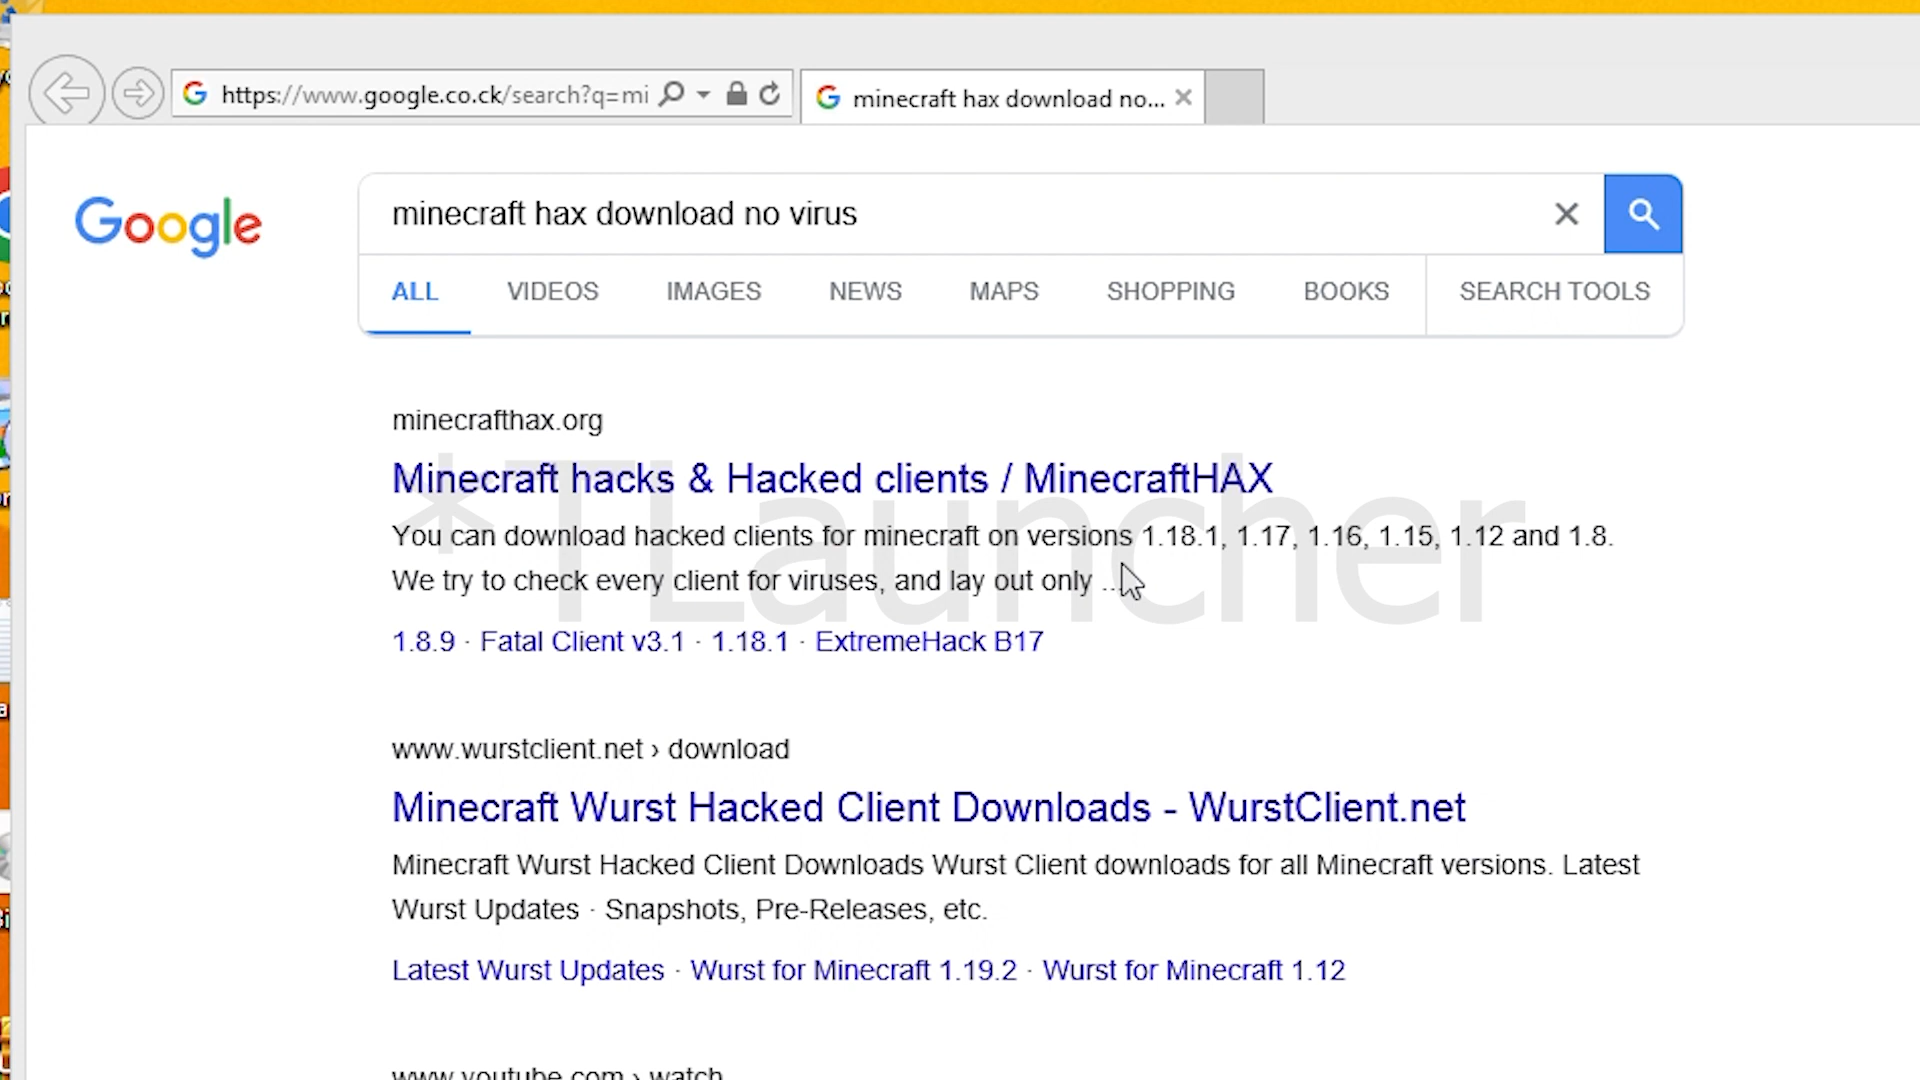 https://www.google.co.ck/search?q=mi
minecraft hax download no...
Google
minecraft hax download no virus
ALL VIDEOS IMAGES NEWS MAPS SHOPPING BOOKS SEARCH TOOLS
minecrafthax.org
Minecraft hacks & Hacked clients / MinecraftHAX
*TLauncher
You can download hacked clients for minecraft on versions 1.18.1, 1.17, 1.16, 1.15, 1.12 and 1.8.
We try to check every client for viruses, and lay out only ...
1.8.9 · Fatal Client v3.1 · 1.18.1 · ExtremeHack B17
www.wurstclient.net › download
Minecraft Wurst Hacked Client Downloads - WurstClient.net
Minecraft Wurst Hacked Client Downloads Wurst Client downloads for all Minecraft versions. Latest
Wurst Updates · Snapshots, Pre-Releases, etc.
Latest Wurst Updates · Wurst for Minecraft 1.19.2 · Wurst for Minecraft 1.12
www.youtube.com › watch